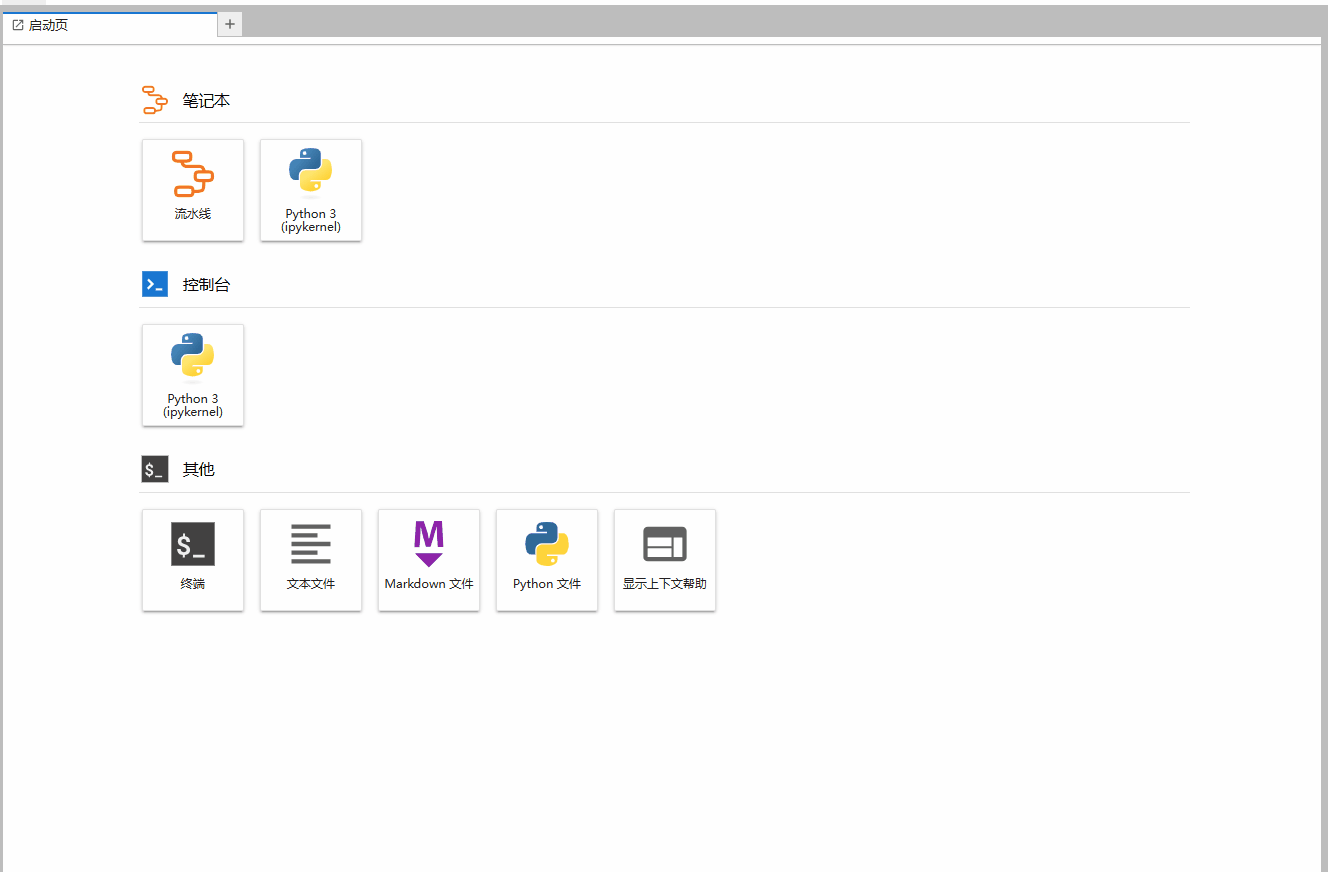 启动页
笔记本
流水线
Python 3
(ipykernel)
控制台
Python 3
(ipykernel)
$_
其他
$_
终端
文本文件
M
Markdown 文件
Python 文件
显示上下文帮助